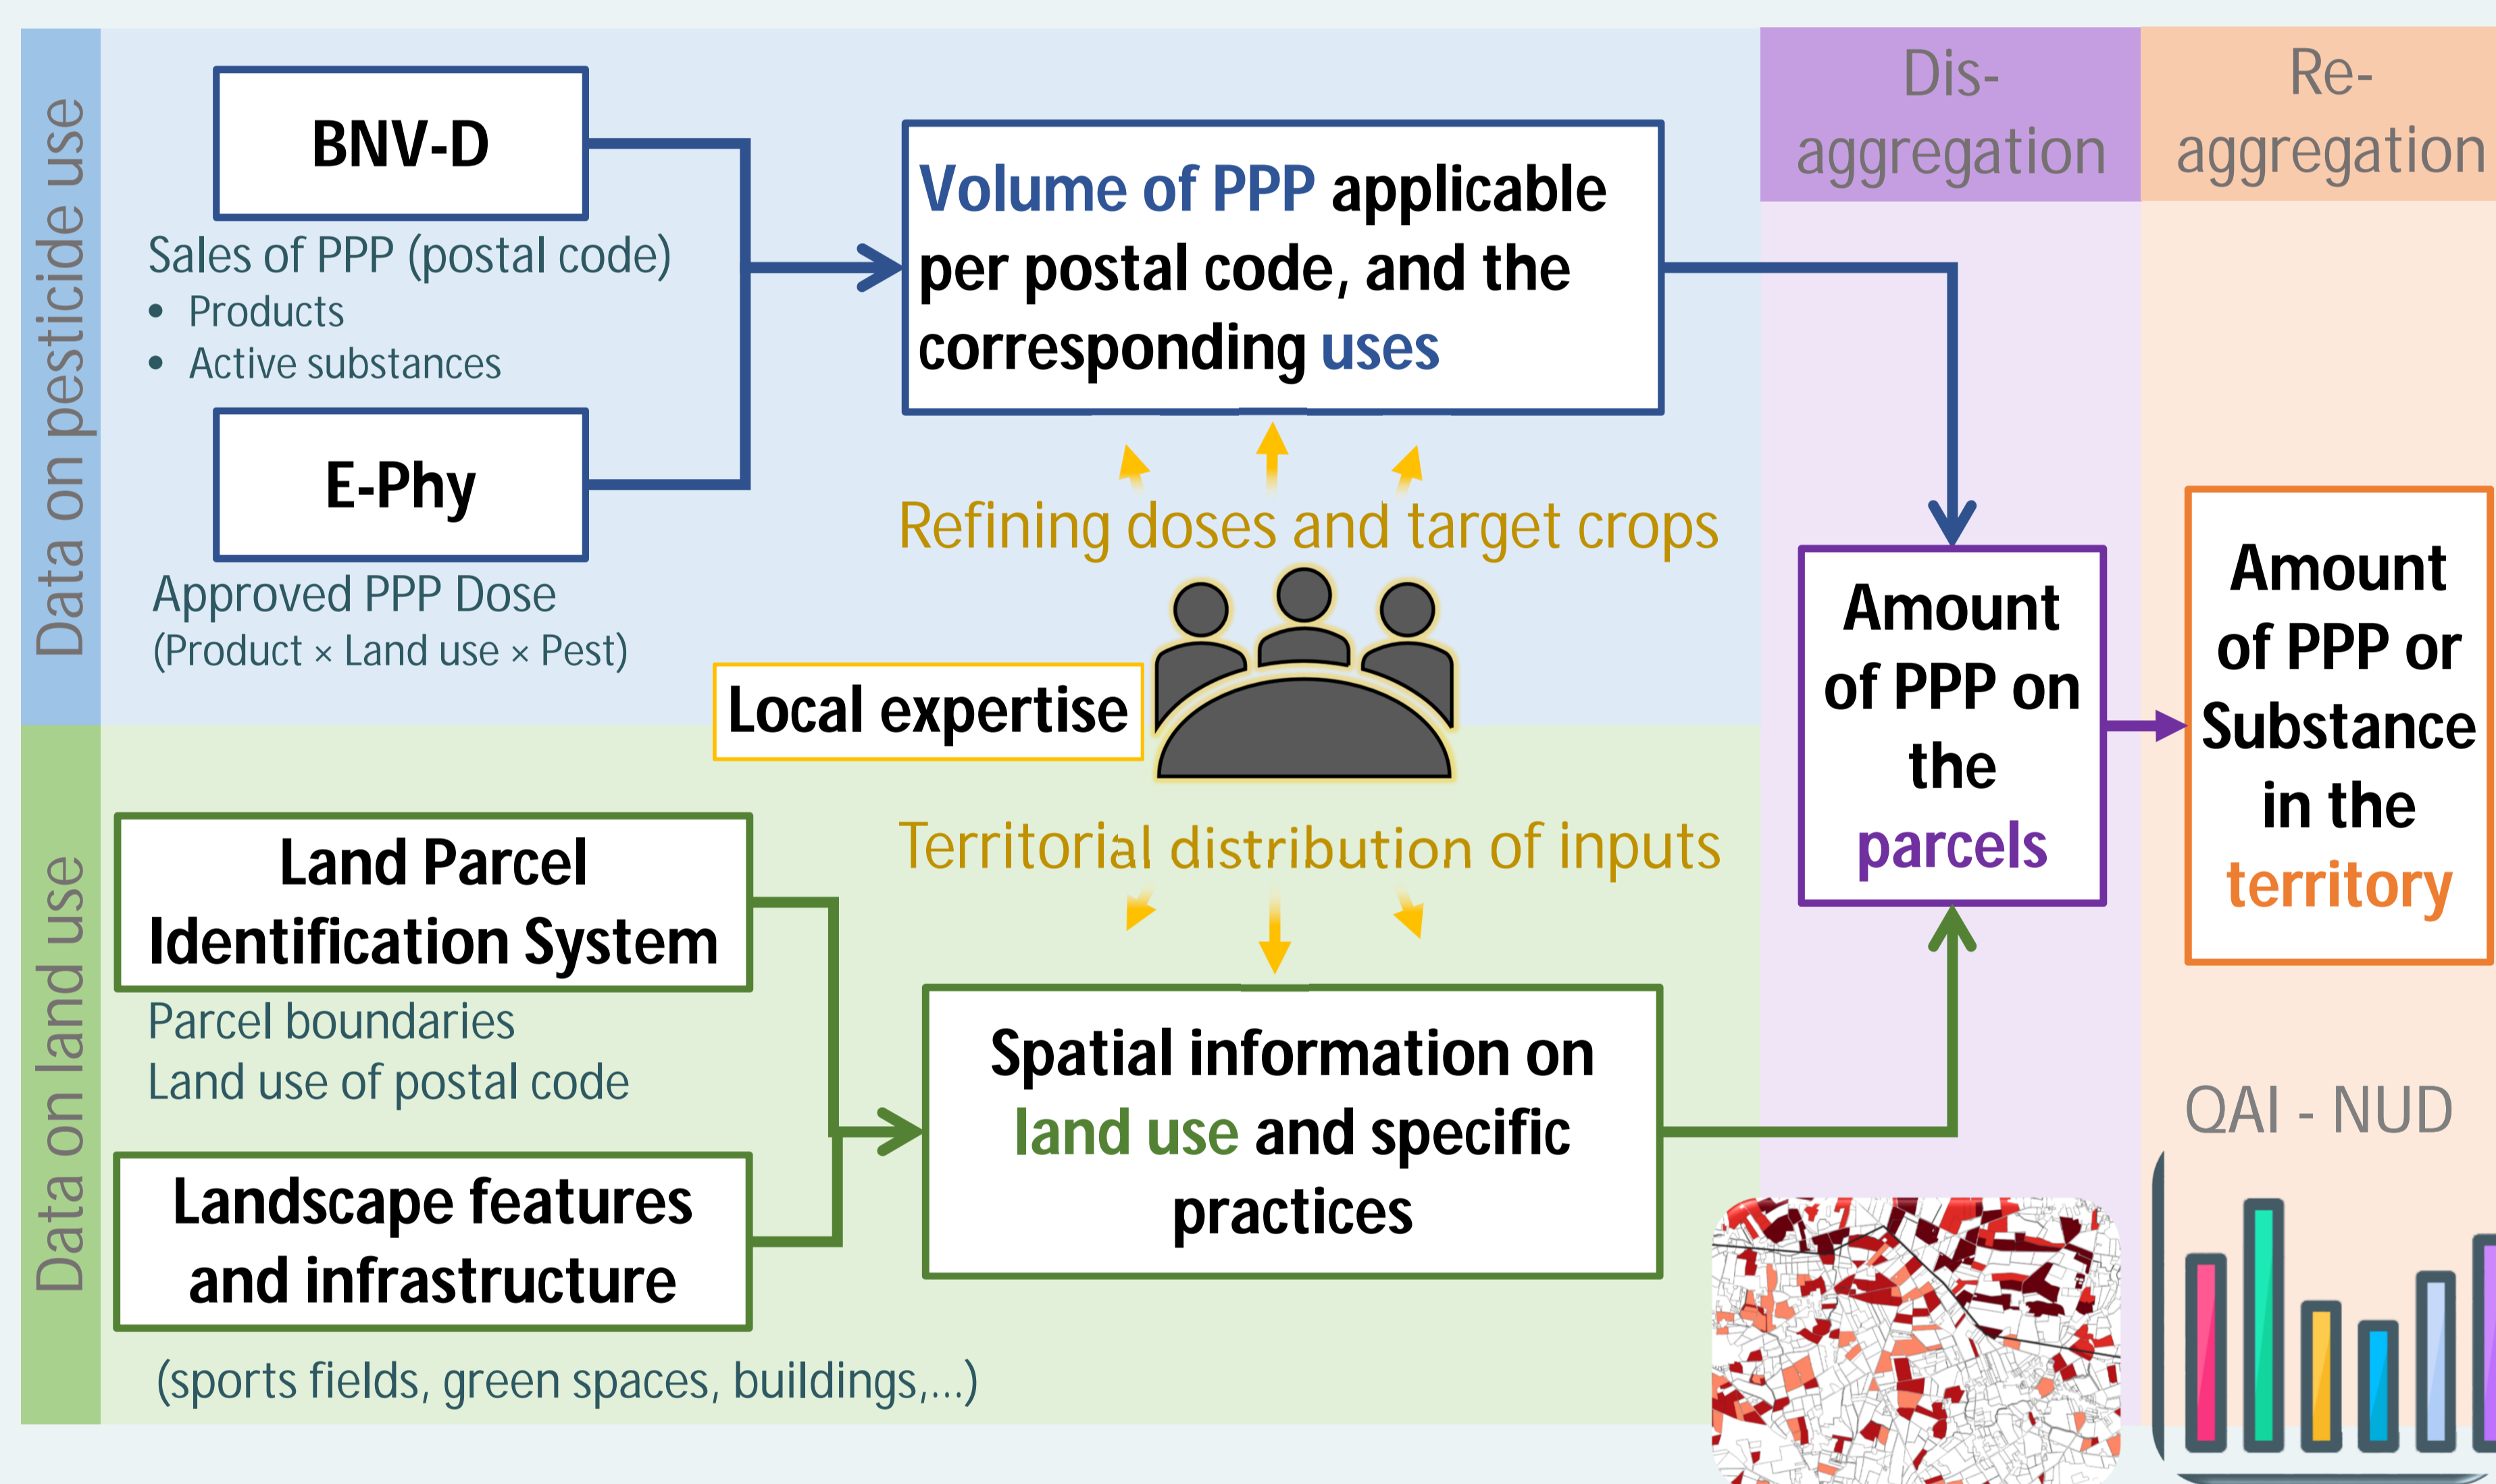 Data on pesticide use
BNV-D
Sales of PPP (postal code)
• Products
• Active substances
E-Phy
Approved PPP Dose
(Product × Land use × Pest)
Volume of PPP applicable
per postal code, and the
corresponding uses
Refining doses and target crops
Local expertise
Territorial distribution of inputs
Data on land use
Land Parcel
Identification System
Parcel boundaries
Land use of postal code
Landscape features
and infrastructure
(sports fields, green spaces, buildings,...)
Spatial information on
land use and specific
practices
Dis-
aggregation
Amount
of PPP on
the
parcels
Re-
aggregation
Amount
of PPP or
Substance
in the
territory
QAI - NUD